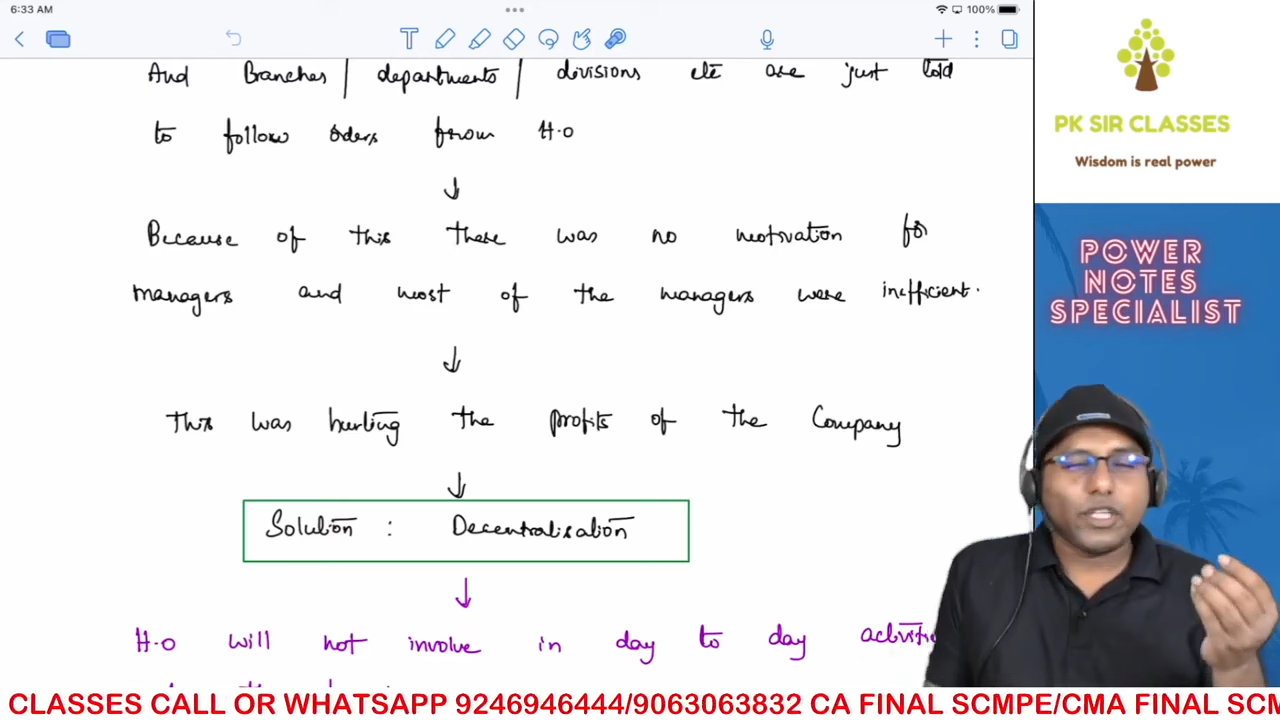 6:33 AM
100%
And Branches | departments | divisions etc are just told
to follow orders from H.O
Because of this there was no motivation for
managers and most of the managers were inefficient.
This was hurting the profits of the Company
Solution : Decentralisation
H.O will not involve in day to day
PK SIR CLASSES
Wisdom is real power
POWER
NOTES
SPECIALIST
CLASSES CALL OR WHATSAPP 9246946444/9063063832 CA FINAL SCMPE/CMA FINAL SCM